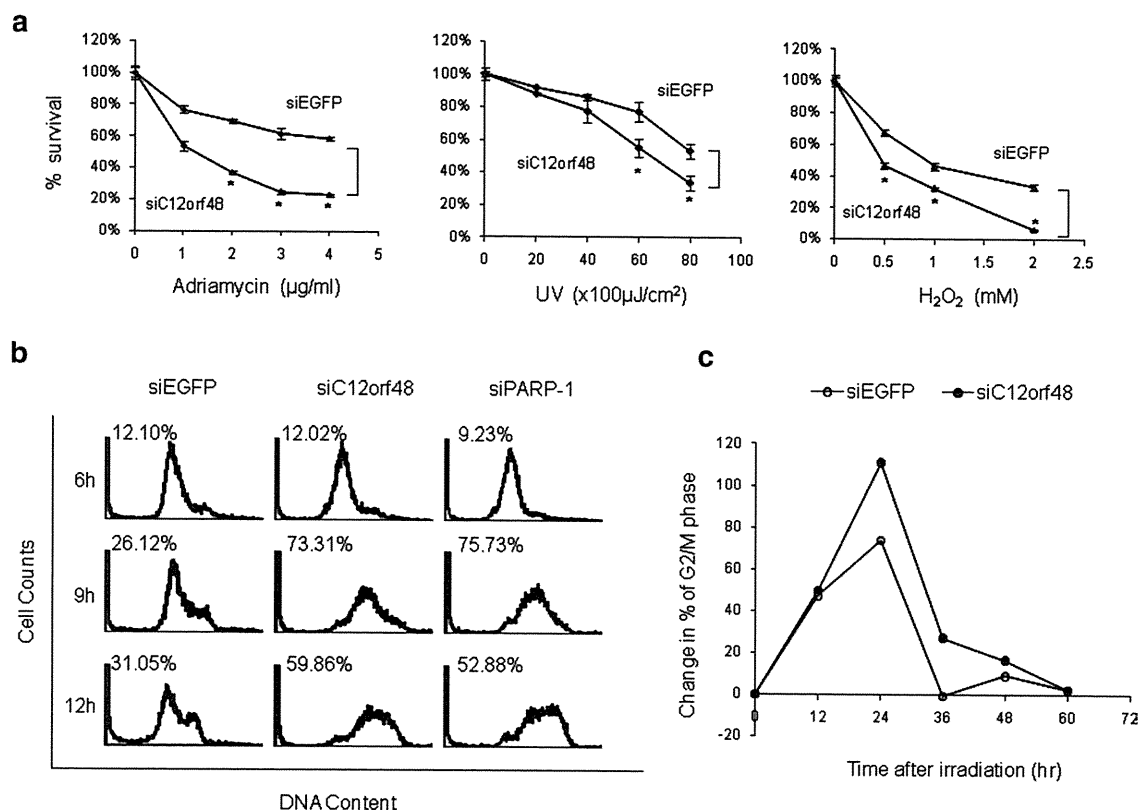 a
% survival
120%
100%
80%
60%
40%
20%
0%
siEGFP
siC12orf48
*
*
*
0 1 2 3 4 5
Adriamycin (µg/ml)
120%
100%
80%
60%
40%
20%
0%
siEGFP
siC12orf48
*
*
0 20 40 60 80 100
UV (x100µJ/cm²)
120%
100%
80%
60%
40%
20%
0%
siEGFP
siC12orf48
*
*
*
*
0 0.5 1 2 2.5
H₂O₂ (mM)
b
siEGFP siC12orf48 siPARP-1
Cell Counts
6h
12.10% 12.02% 9.23%
9h
26.12% 73.31% 75.73%
12h
31.05% 59.86% 52.88%
DNA Content
c
siEGFP siC12orf48
Change in % of G2/M phase
120
100
80
60
40
20
0
-20
0 12 24 36 48 60 72
Time after irradiation (hr)